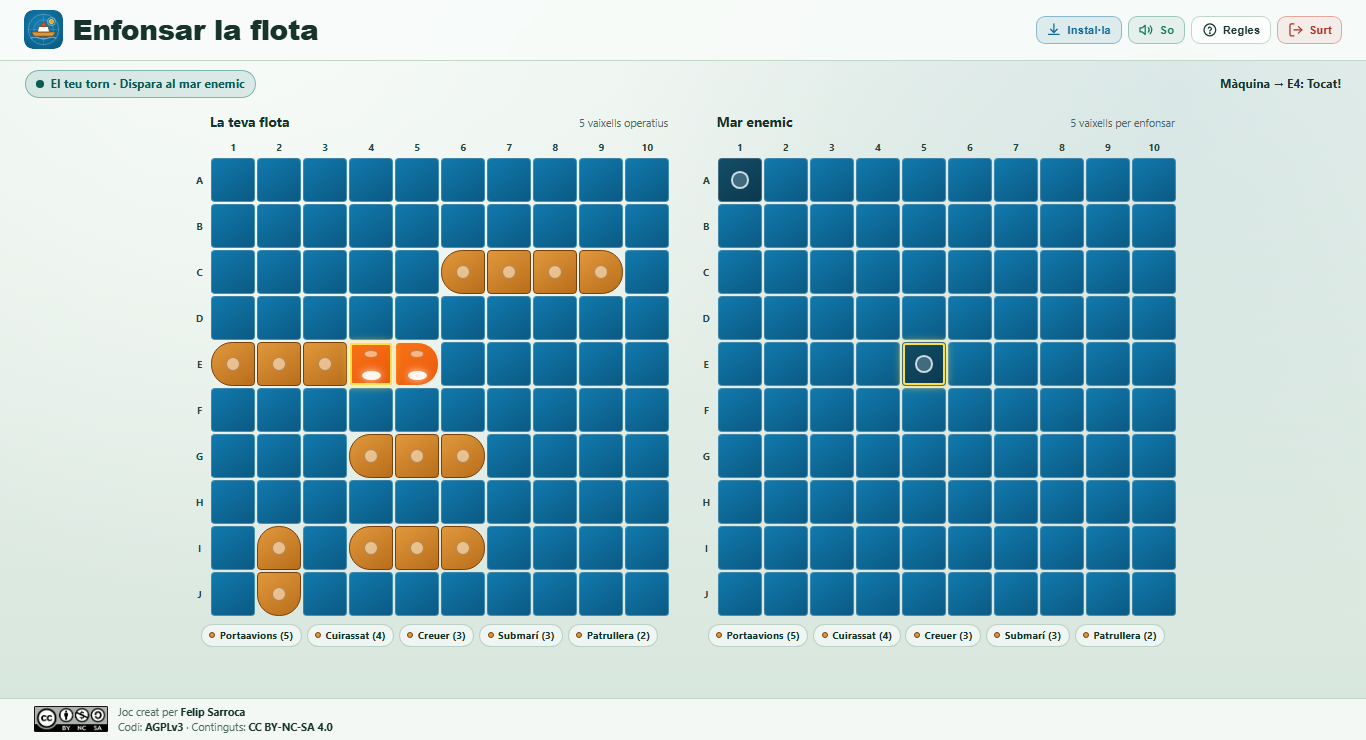 Enfonsar la flota
Instal·la
So
Regles
Surt
El teu torn · Dispara al mar enemic
Màquina → E4: Tocat!
La teva flota
5 vaixells operatius
1 2 3 4 5 6 7 8 9 10
A
B
C
D
E
F
G
H
I
J
Portaavions (5)
Cuirassat (4)
Creuer (3)
Submarí (3)
Patrullera (2)
Mar enemic
5 vaixells per enfonsar
1 2 3 4 5 6 7 8 9 10
A
B
C
D
E
F
G
H
I
J
Portaavions (5)
Cuirassat (4)
Creuer (3)
Submarí (3)
Patrullera (2)
cc
BY NC SA
Joc creat per Felip Sarroca
Codi: AGPLv3 · Continguts: CC BY-NC-SA 4.0